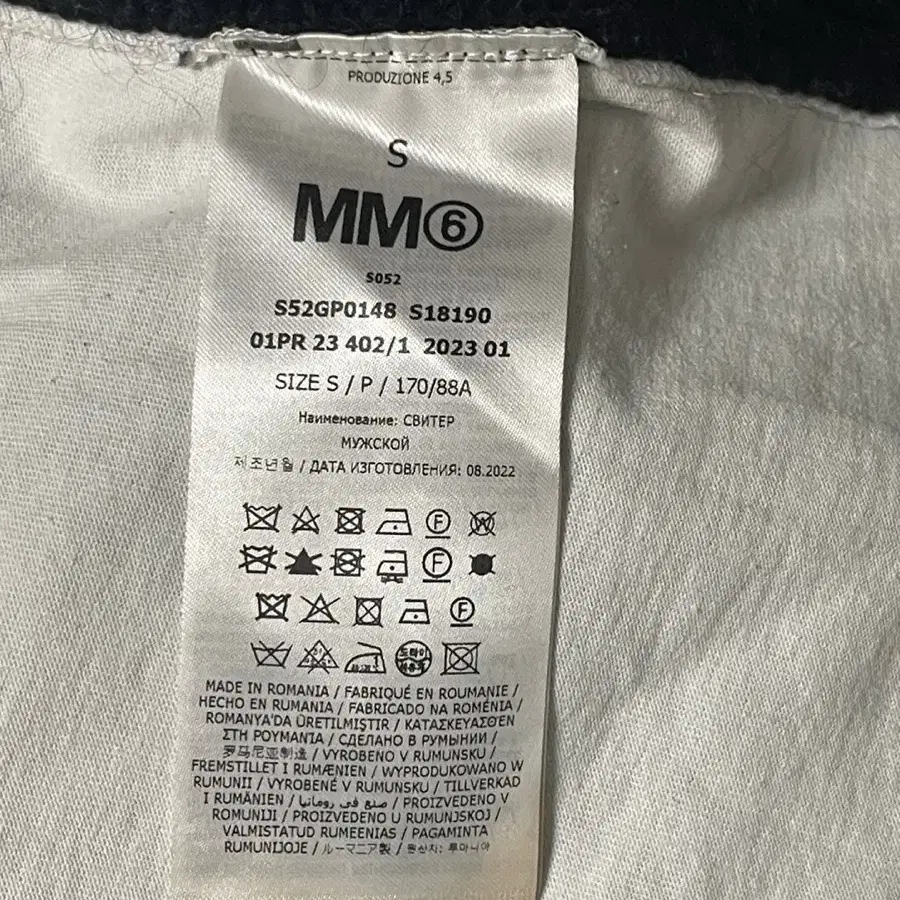 PRODUZIONE 4,5
S
MM⑥
S052
S52GP0148 S18190
01PR 23 402/1 2023 01
SIZE S / P / 170/88A
Наименование: СВИТЕР
МУЖСКОЙ
제조년월 / ДАТА ИЗГОТОВЛЕНИЯ: 08.2022
F W
F
F
드라이
MADE IN ROMANIA / FABRIQUÉ EN ROUMANIE /
HECHO EN RUMANIA / FABRICADO NA ROMÉNIA /
ROMANYA'DA ÜRETILMIŞTIR / ΚΑΤΑΣΚΕΥΑΣΘΕΝ
ΣΤΗ ΡΟΥΜΑΝΙΑ / СДЕЛАНО В РУМЫНИИ /
罗马尼亚制造 / VYROBENO V RUMUNSKU /
FREMSTILLET I RUMÆNIEN / WYPRODUKOWANO W
RUMUNII / VYROBENÉ V RUMUNSKU / TILLVERKAD
I RUMÄNIEN / صنع في رومانيا / PROIZVEDENO V
ROMUNIJI / PROIZVEDENO U RUMUNJSKOJ /
VALMISTATUD RUMEENIAS / PAGAMINTA
RUMUNIJOJE / ルーマニア製 / 원산지: 루마니아